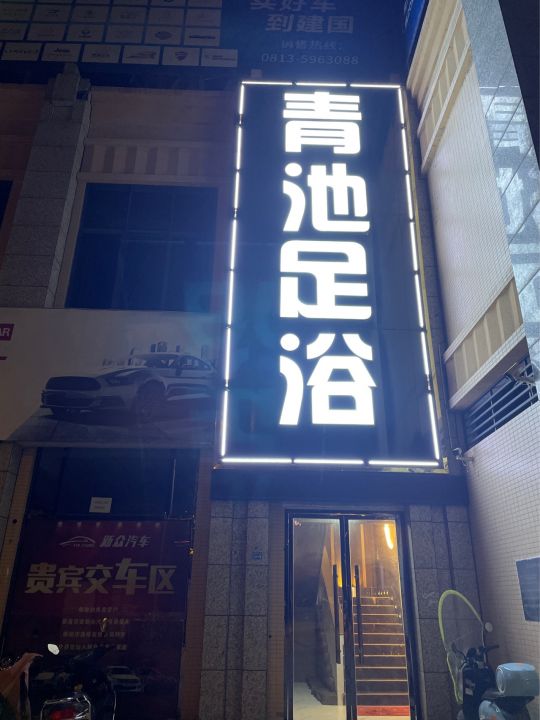 买好车
到建国
销售热线:
0813-5963088
青池足浴
新众汽车
贵宾交车区